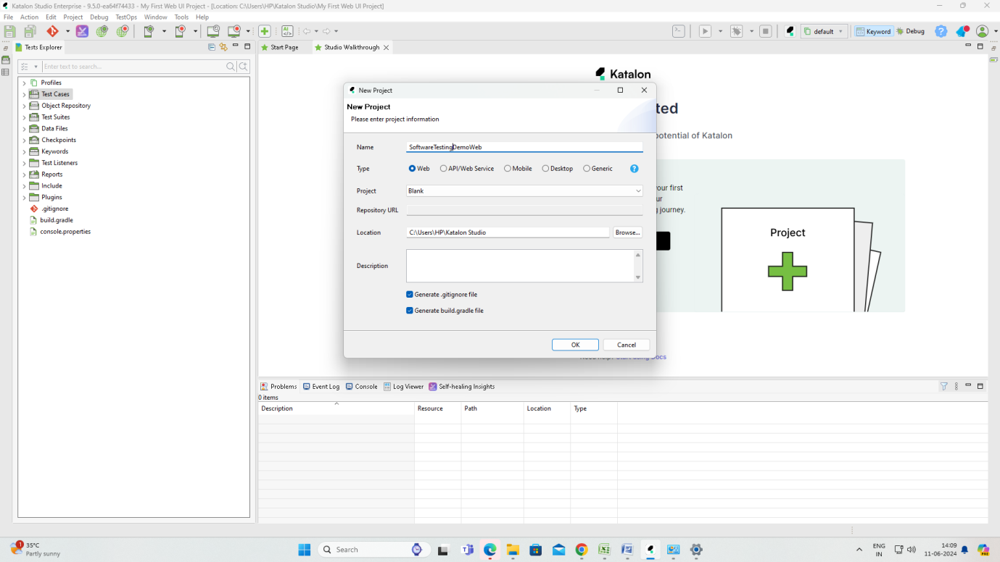 Katalon Studio Enterprise - 9.5.0-ea64f74433 - My First Web UI Project - [Location: C:\Users\HP\Katalon Studio\My First Web UI Project]
File Action Edit Project Debug TestOps Window Tools Help
default Keyword Debug
Tests Explorer
Start Page Studio Walkthrough
Enter text to search...
Profiles
Test Cases
Object Repository
Test Suites
Data Files
Checkpoints
Keywords
Test Listeners
Reports
Include
Plugins
.gitignore
build.gradle
console.properties
Katalon
ted
potential of Katalon
our first
ur
journey.
Project
New Project
New Project
Please enter project information
Name SoftwareTestingDemoWeb
Type Web API/Web Service Mobile Desktop Generic ?
Project Blank
Repository URL
Location C:\Users\HP\Katalon Studio Browse...
Description
Generate .gitignore file
Generate build.gradle file
OK Cancel
Problems Event Log Console Log Viewer Self-healing Insights
0 items
Description Resource Path Location Type
1 35°C
Partly sunny
Search
ENG
IN
14:09
11-06-2024